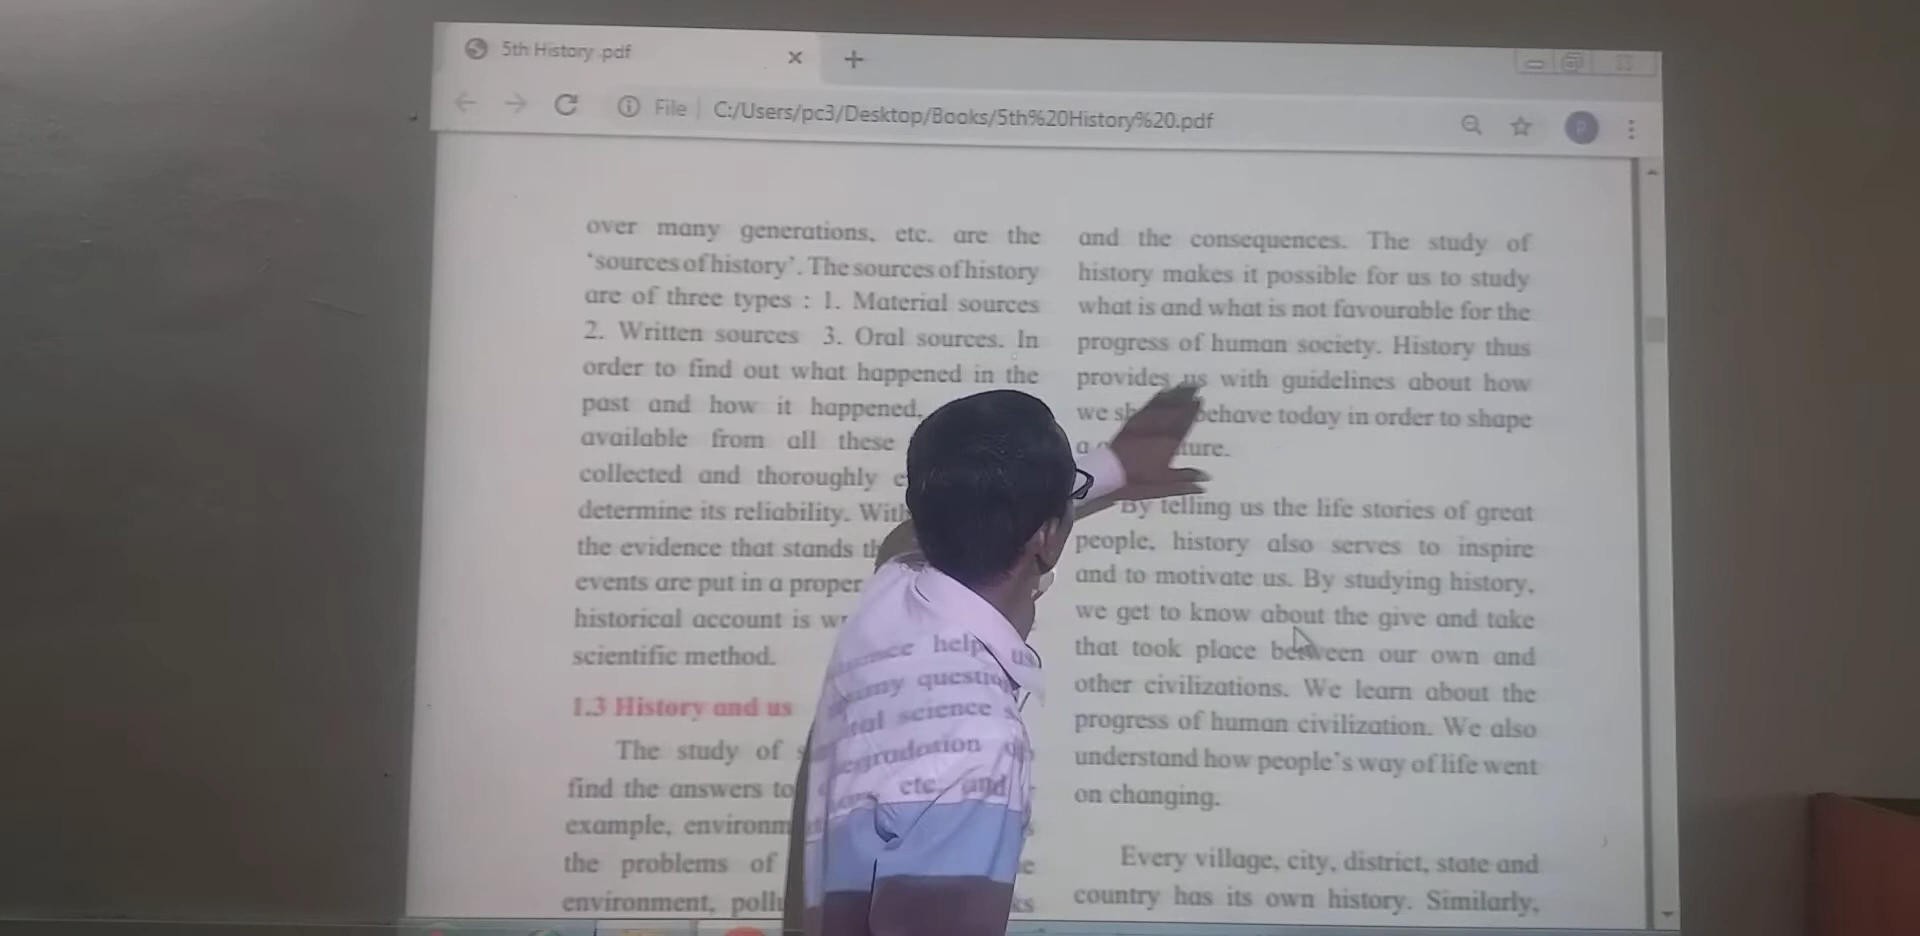 5th History .pdf
File C:/Users/pc3/Desktop/Books/5th%20History%20.pdf
over many generations, etc. are the
‘sources of history’. The sources of history
are of three types : 1. Material sources
2. Written sources 3. Oral sources. In
order to find out what happened in the
past and how it happened,
available from all these
collected and thoroughly
determine its reliability.
the evidence that stands
events are put in a proper
historical account is
scientific method.
1.3 History and us
The study of
find the answers to
example,
the problems of
environment,
help us
many
science
degradation
etc. and
and the consequences. The study of
history makes it possible for us to study
what is and what is not favourable for the
progress of human society. History thus
provides us with guidelines about how
we behave today in order to shape
a
By telling us the life stories of great
people, history also serves to inspire
and to motivate us. By studying history,
we get to know about the give and take
that took place between our own and
other civilizations. We learn about the
progress of human civilization. We also
understand how people’s way of life went
on changing.
Every village, city, district, state and
country has its own history. Similarly,